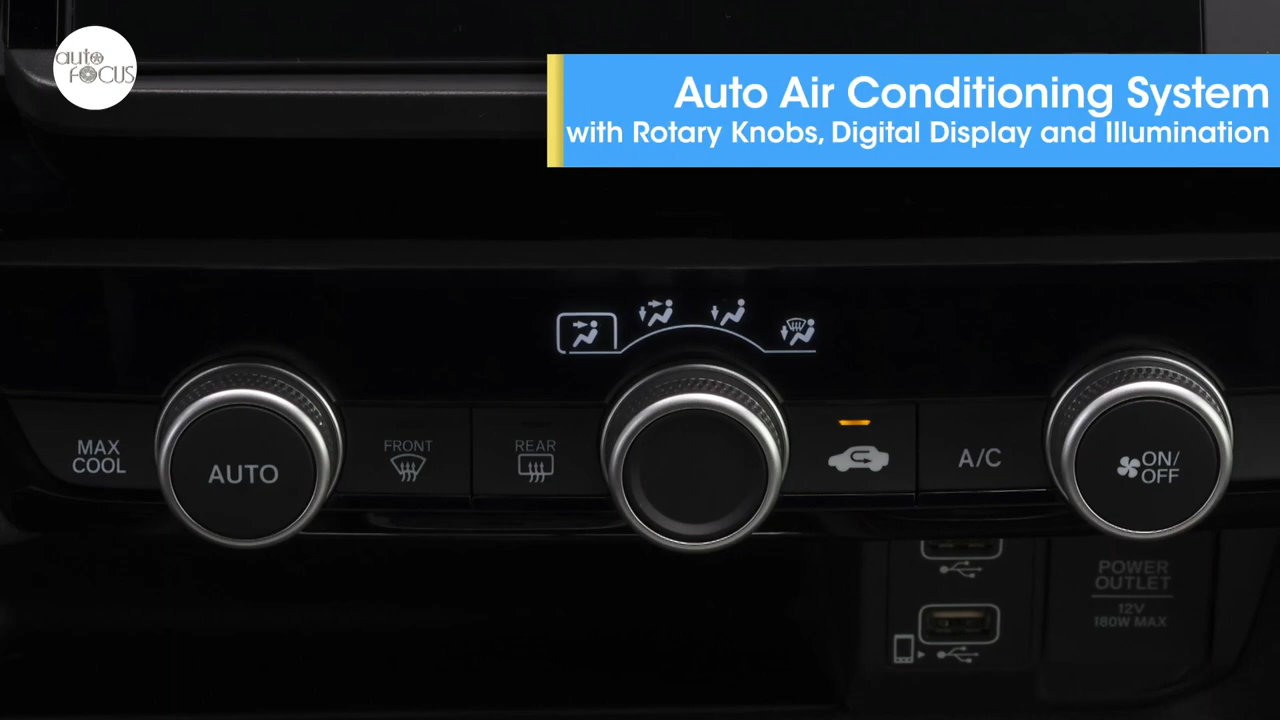 auto
FOCUS
Auto Air Conditioning System
with Rotary Knobs, Digital Display and Illumination
MAX
COOL
AUTO
FRONT
REAR
A/C
ON/
OFF
POWER
OUTLET
12V
180W MAX